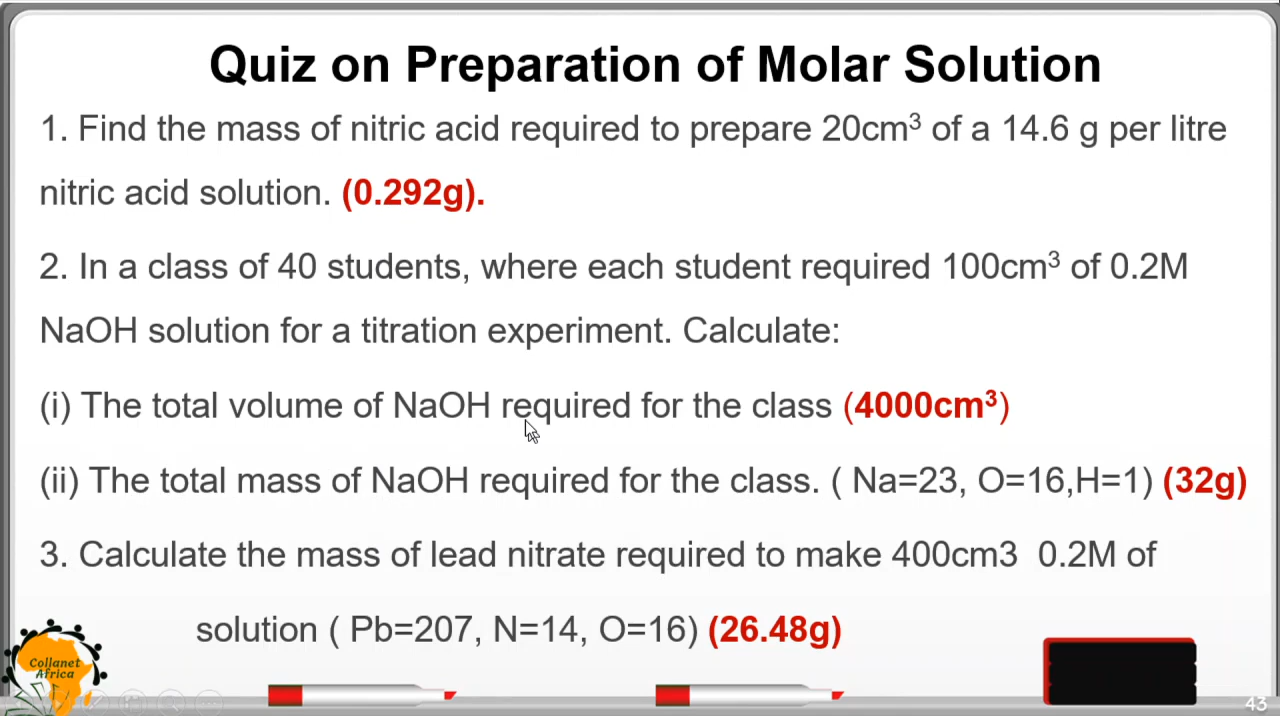 Quiz on Preparation of Molar Solution
1. Find the mass of nitric acid required to prepare 20cm³ of a 14.6 g per litre
nitric acid solution. (0.292g).
2. In a class of 40 students, where each student required 100cm³ of 0.2M
NaOH solution for a titration experiment. Calculate:
(i) The total volume of NaOH required for the class (4000cm³)
(ii) The total mass of NaOH required for the class. ( Na=23, O=16,H=1) (32g)
3. Calculate the mass of lead nitrate required to make 400cm3  0.2M of
solution ( Pb=207, N=14, O=16) (26.48g)
Collanet
Africa
43